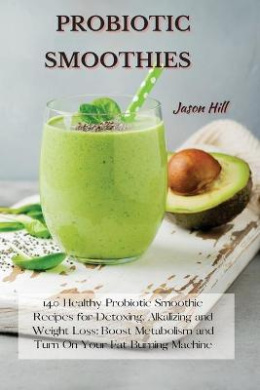 PROBIOTIC
SMOOTHIES
Jason Hill
140 Healthy Probiotic Smoothie
Recipes for Detoxing, Alkalizing and
Weight Loss: Boost Metabolism and
Turn On Your Fat Burning Machine